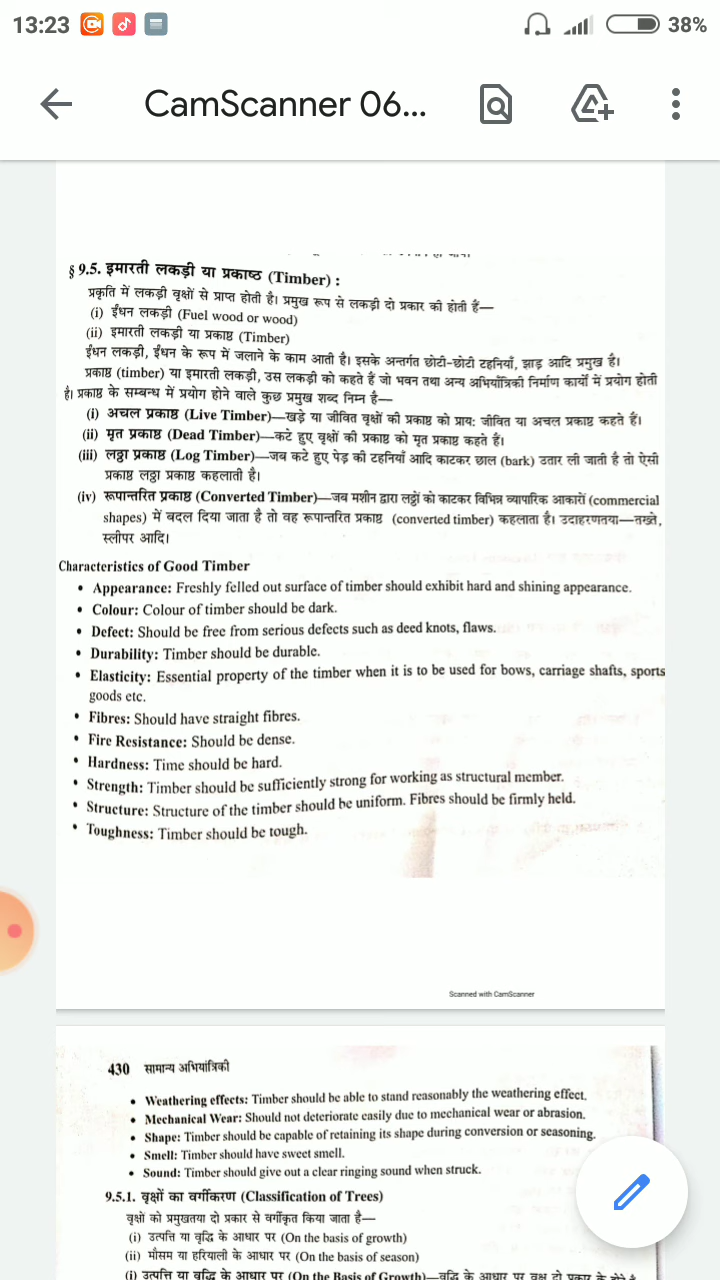 13:23
38%
CamScanner 06...
§ 9.5. इमारती लकड़ी या प्रकाष्ठ (Timber) :
प्रकृति में लकड़ी वृक्षों से प्राप्त होती है। प्रमुख रूप से लकड़ी दो प्रकार की होती हैं—
(i) ईंधन लकड़ी (Fuel wood or wood)
(ii) इमारती लकड़ी या प्रकाष्ठ (Timber)
ईंधन लकड़ी, ईंधन के रूप में जलाने के काम आती है। इसके अन्तर्गत छोटी-छोटी टहनियाँ, झाड़ आदि प्रमुख है।
प्रकाष्ठ (timber) या इमारती लकड़ी, उस लकड़ी को कहते हैं जो भवन तथा अन्य अभियाँत्रिकी निर्माण कार्यों में प्रयोग होती
है। प्रकाष्ठ के सम्बन्ध में प्रयोग होने वाले कुछ प्रमुख शब्द निम्न है—
(i) अचल प्रकाष्ठ (Live Timber)—खड़े या जीवित वृक्षों की प्रकाष्ठ को प्राय: जीवित या अचल प्रकाष्ठ कहते हैं।
(ii) मृत प्रकाष्ठ (Dead Timber)—कटे हुए वृक्षों की प्रकाष्ठ को मृत प्रकाष्ठ कहते हैं।
(iii) लट्ठा प्रकाष्ठ (Log Timber)—जब कटे हुए पेड़ की टहनियाँ आदि काटकर छाल (bark) उतार ली जाती है तो ऐसी
प्रकाष्ठ लट्ठा प्रकाष्ठ कहलाती है।
(iv) रूपान्तरित प्रकाष्ठ (Converted Timber)—जब मशीन द्वारा लट्ठों को काटकर विभिन्न व्यापारिक आकारों (commercial
shapes) में बदल दिया जाता है तो वह रूपान्तरित प्रकाष्ठ (converted timber) कहलाता है। उदाहरणतया—तख्ते,
स्लीपर आदि।
Characteristics of Good Timber
• Appearance: Freshly felled out surface of timber should exhibit hard and shining appearance.
• Colour: Colour of timber should be dark.
• Defect: Should be free from serious defects such as deed knots, flaws.
• Durability: Timber should be durable.
• Elasticity: Essential property of the timber when it is to be used for bows, carriage shafts, sports
goods etc.
• Fibres: Should have straight fibres.
• Fire Resistance: Should be dense.
• Hardness: Time should be hard.
• Strength: Timber should be sufficiently strong for working as structural member.
• Structure: Structure of the timber should be uniform. Fibres should be firmly held.
• Toughness: Timber should be tough.
Scanned with CamScanner
430 सामान्य अभियांत्रिकी
• Weathering effects: Timber should be able to stand reasonably the weathering effect.
• Mechanical Wear: Should not deteriorate easily due to mechanical wear or abrasion.
• Shape: Timber should be capable of retaining its shape during conversion or seasoning.
• Smell: Timber should have sweet smell.
• Sound: Timber should give out a clear ringing sound when struck.
9.5.1. वृक्षों का वर्गीकरण (Classification of Trees)
वृक्षों को प्रमुखतया दो प्रकार से वर्गीकृत किया जाता है—
(i) उत्पत्ति या वृद्धि के आधार पर (On the basis of growth)
(ii) मौसम या हरियाली के आधार पर (On the basis of season)
(i) उत्पत्ति या वृद्धि के आधार पर (On the Basis of Growth)—वृद्धि के आधार पर वृक्ष दो प्रकार के